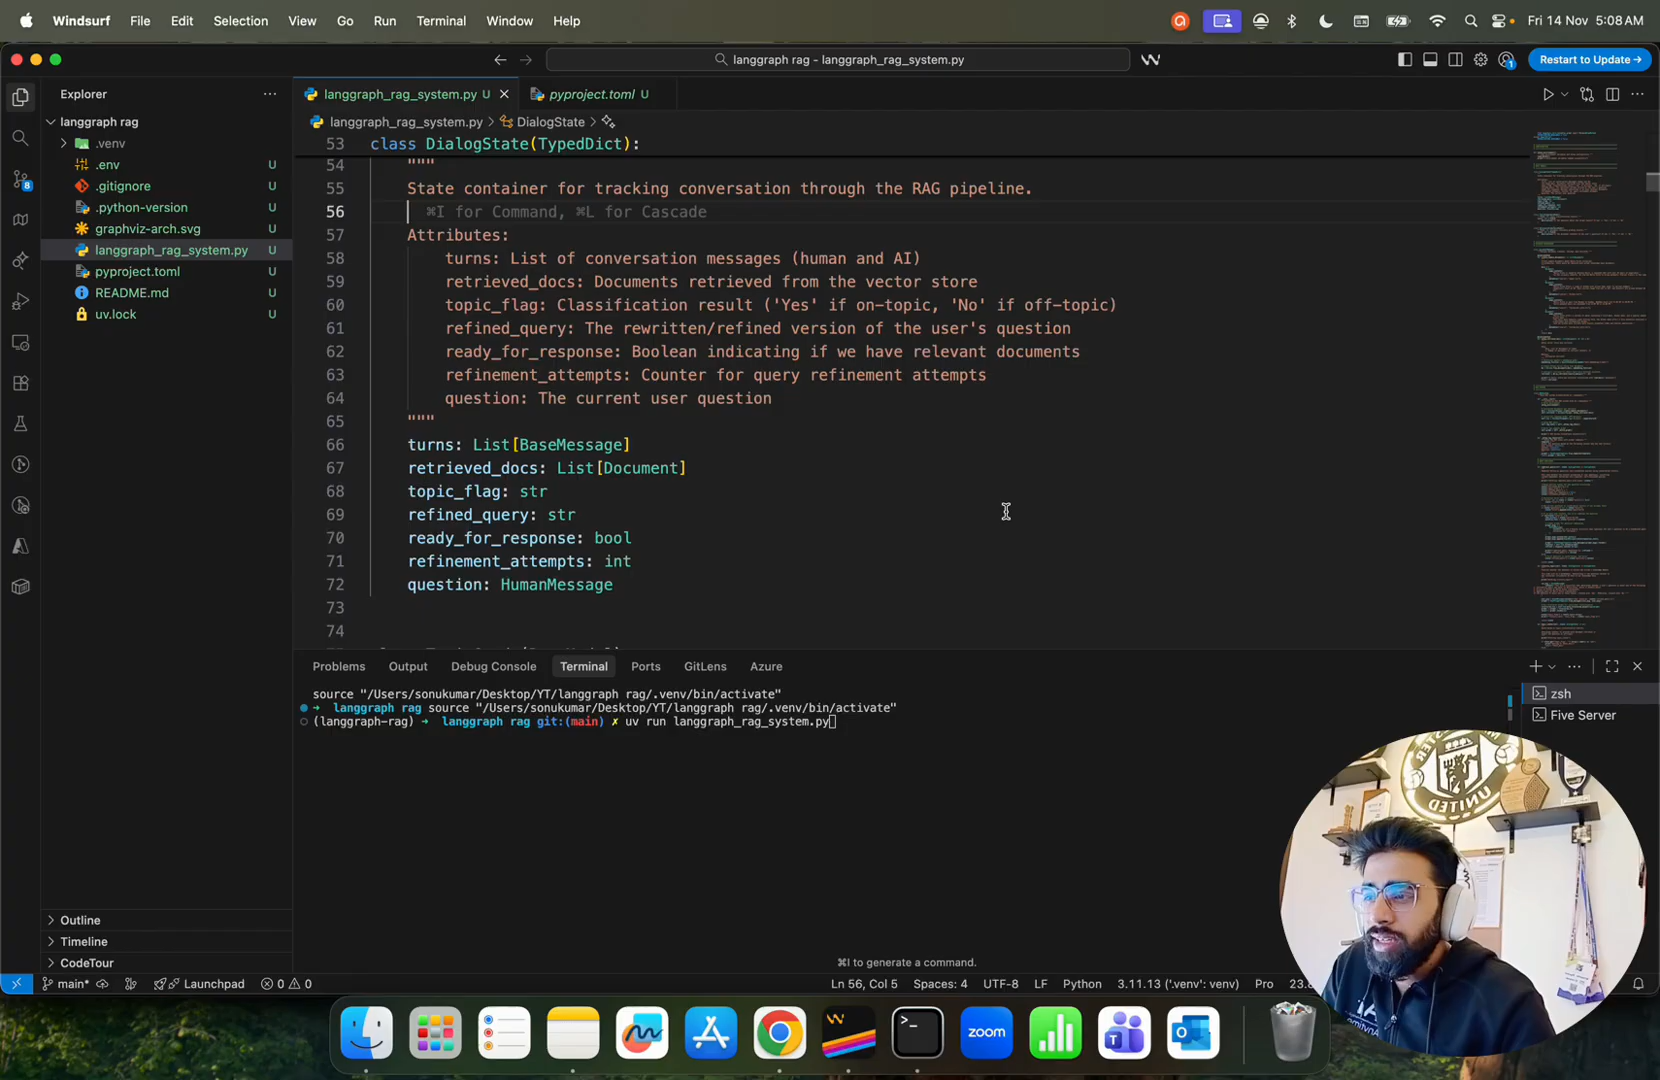 Windsurf File Edit Selection View Go Run Terminal Window Help Fri 14 Nov 5:08 AM
langgraph rag - langgraph_rag_system.py Restart to Update
Explorer langgraph_rag_system.py U pyproject.toml U
langgraph rag
.venv
.env U
.gitignore U
.python-version U
graphviz-arch.svg U
langgraph_rag_system.py U
pyproject.toml U
README.md U
uv.lock U
8
Outline
Timeline
CodeTour
langgraph_rag_system.py > DialogState >
53 class DialogState(TypedDict):
54 """
55 State container for tracking conversation through the RAG pipeline.
56 ⌘I for Command, ⌘L for Cascade
57 Attributes:
58 turns: List of conversation messages (human and AI)
59 retrieved_docs: Documents retrieved from the vector store
60 topic_flag: Classification result ('Yes' if on-topic, 'No' if off-topic)
61 refined_query: The rewritten/refined version of the user's question
62 ready_for_response: Boolean indicating if we have relevant documents
63 refinement_attempts: Counter for query refinement attempts
64 question: The current user question
65 """
66 turns: List[BaseMessage]
67 retrieved_docs: List[Document]
68 topic_flag: str
69 refined_query: str
70 ready_for_response: bool
71 refinement_attempts: int
72 question: HumanMessage
73
74
Problems Output Debug Console Terminal Ports GitLens Azure
source "/Users/sonukumar/Desktop/YT/langgraph rag/.venv/bin/activate"
➜ langgraph rag source "/Users/sonukumar/Desktop/YT/langgraph rag/.venv/bin/activate"
(langgraph-rag) ➜ langgraph rag git:(main) ✗ uv run langgraph_rag_system.py
zsh
Five Server
⌘I to generate a command.
main* Launchpad 0 0 Ln 56, Col 5 Spaces: 4 UTF-8 LF Python 3.11.13 ('.venv': venv) Pro
UNITED
zoom